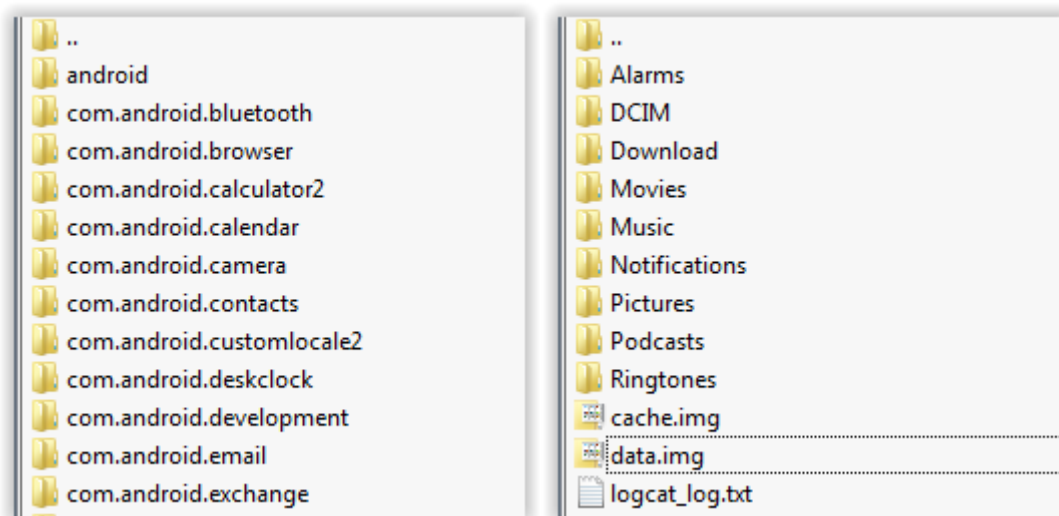 ..
android
com.android.bluetooth
com.android.browser
com.android.calculator2
com.android.calendar
com.android.camera
com.android.contacts
com.android.customlocale2
com.android.deskclock
com.android.development
com.android.email
com.android.exchange
..
Alarms
DCIM
Download
Movies
Music
Notifications
Pictures
Podcasts
Ringtones
cache.img
data.img
logcat_log.txt